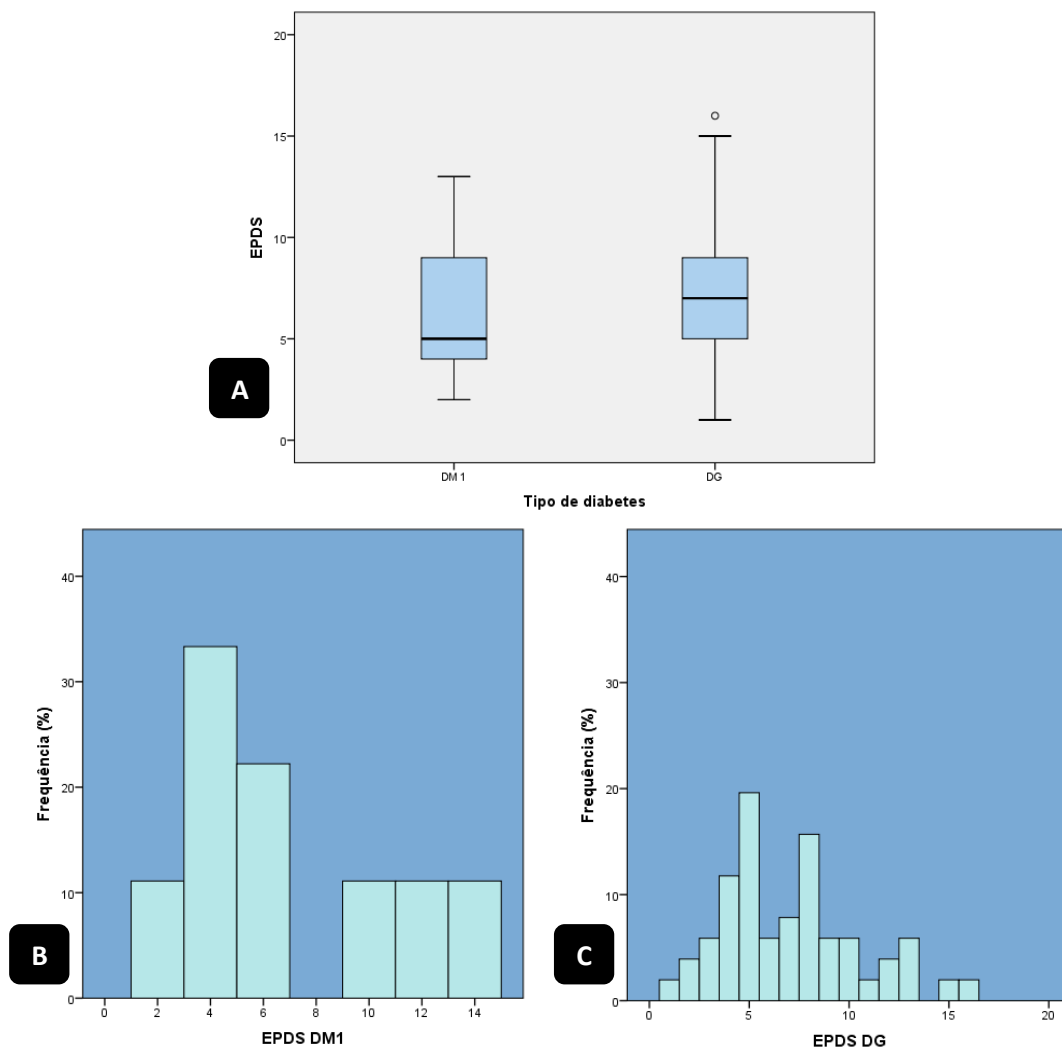 20
15
10
5
0
EPDS
A
DM 1
DG
Tipo de diabetes
40
30
20
10
0
Frequência (%)
B
0 2 4 6 8 10 12 14
EPDS DM1
40
30
20
10
0
Frequência (%)
C
0 5 10 15 20
EPDS DG